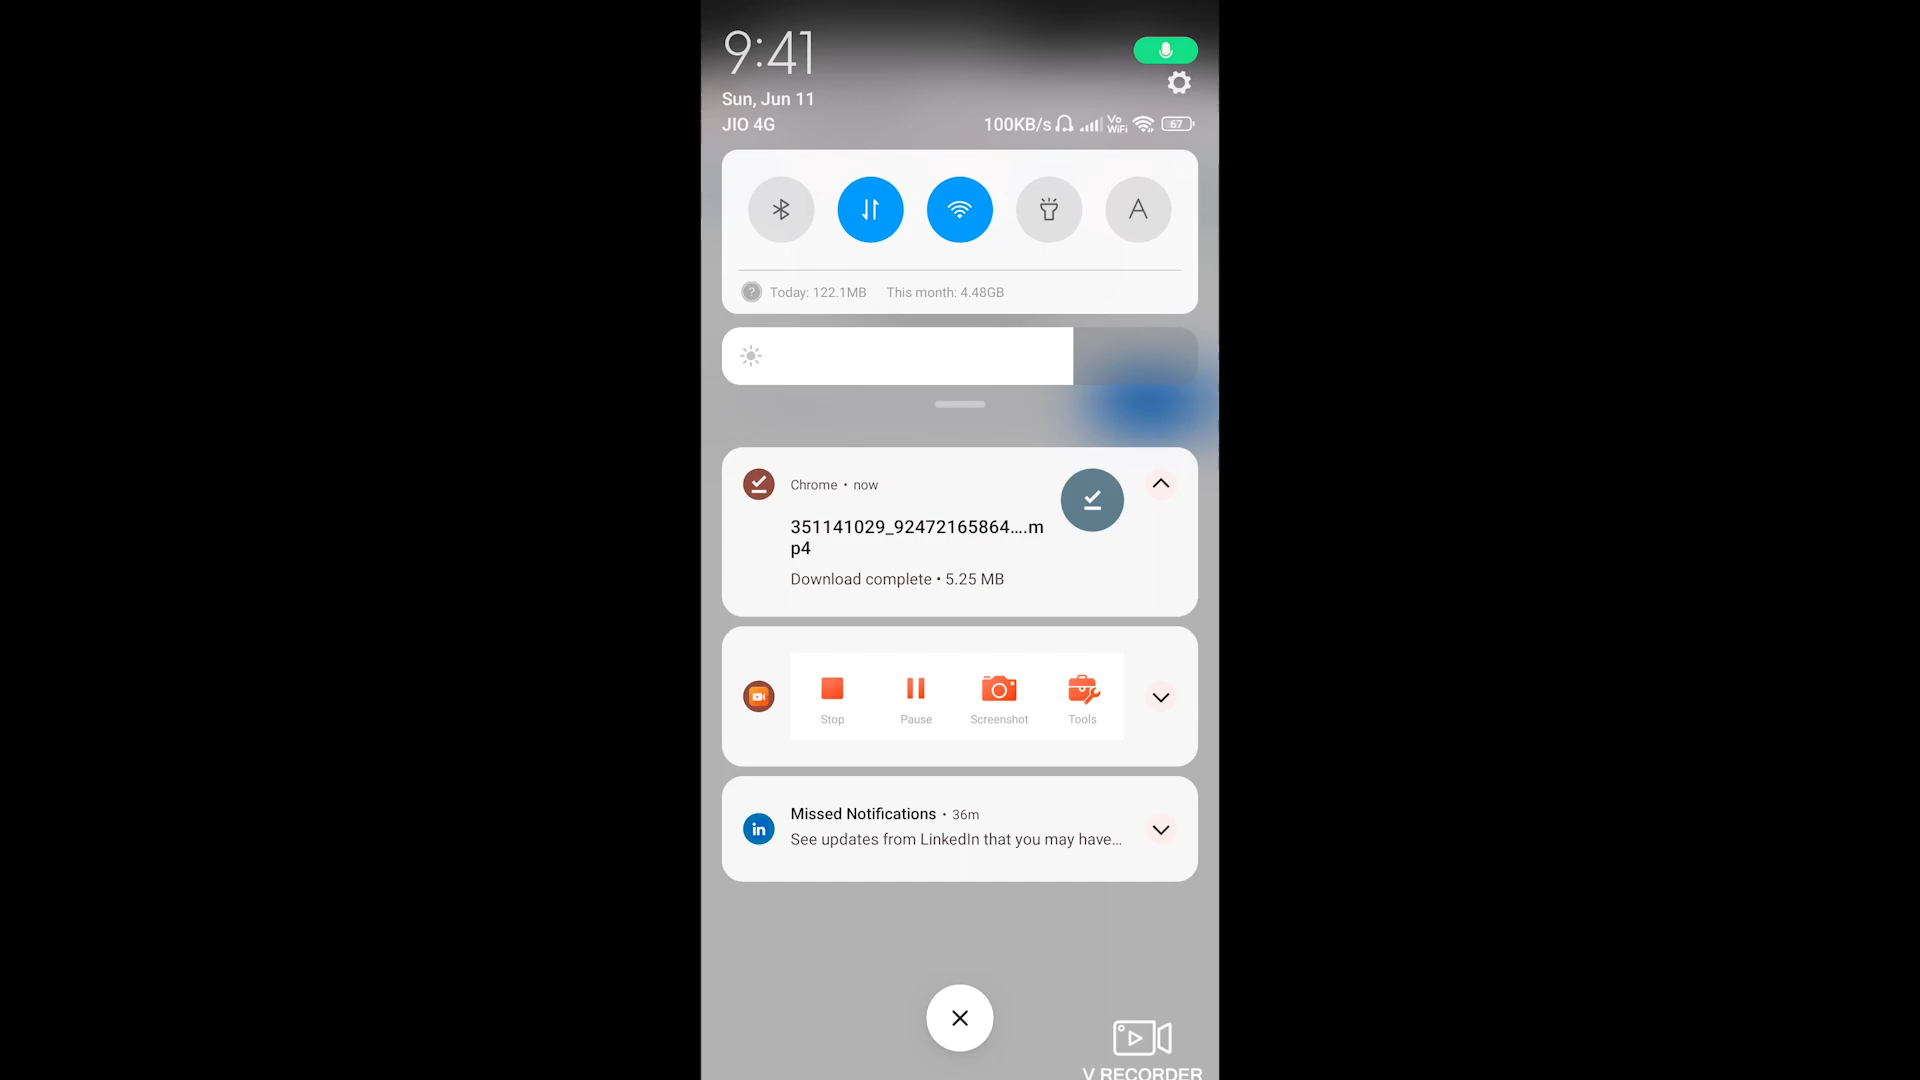 9:41
Sun, Jun 11
JIO 4G
100KB/s
Vo
WiFi
67
A
? Today: 122.1MB This month: 4.48GB
Chrome • now
351141029_92472165864....m
p4
Download complete • 5.25 MB
Stop Pause Screenshot Tools
in
Missed Notifications • 36m
See updates from LinkedIn that you may have...
V RECORDER